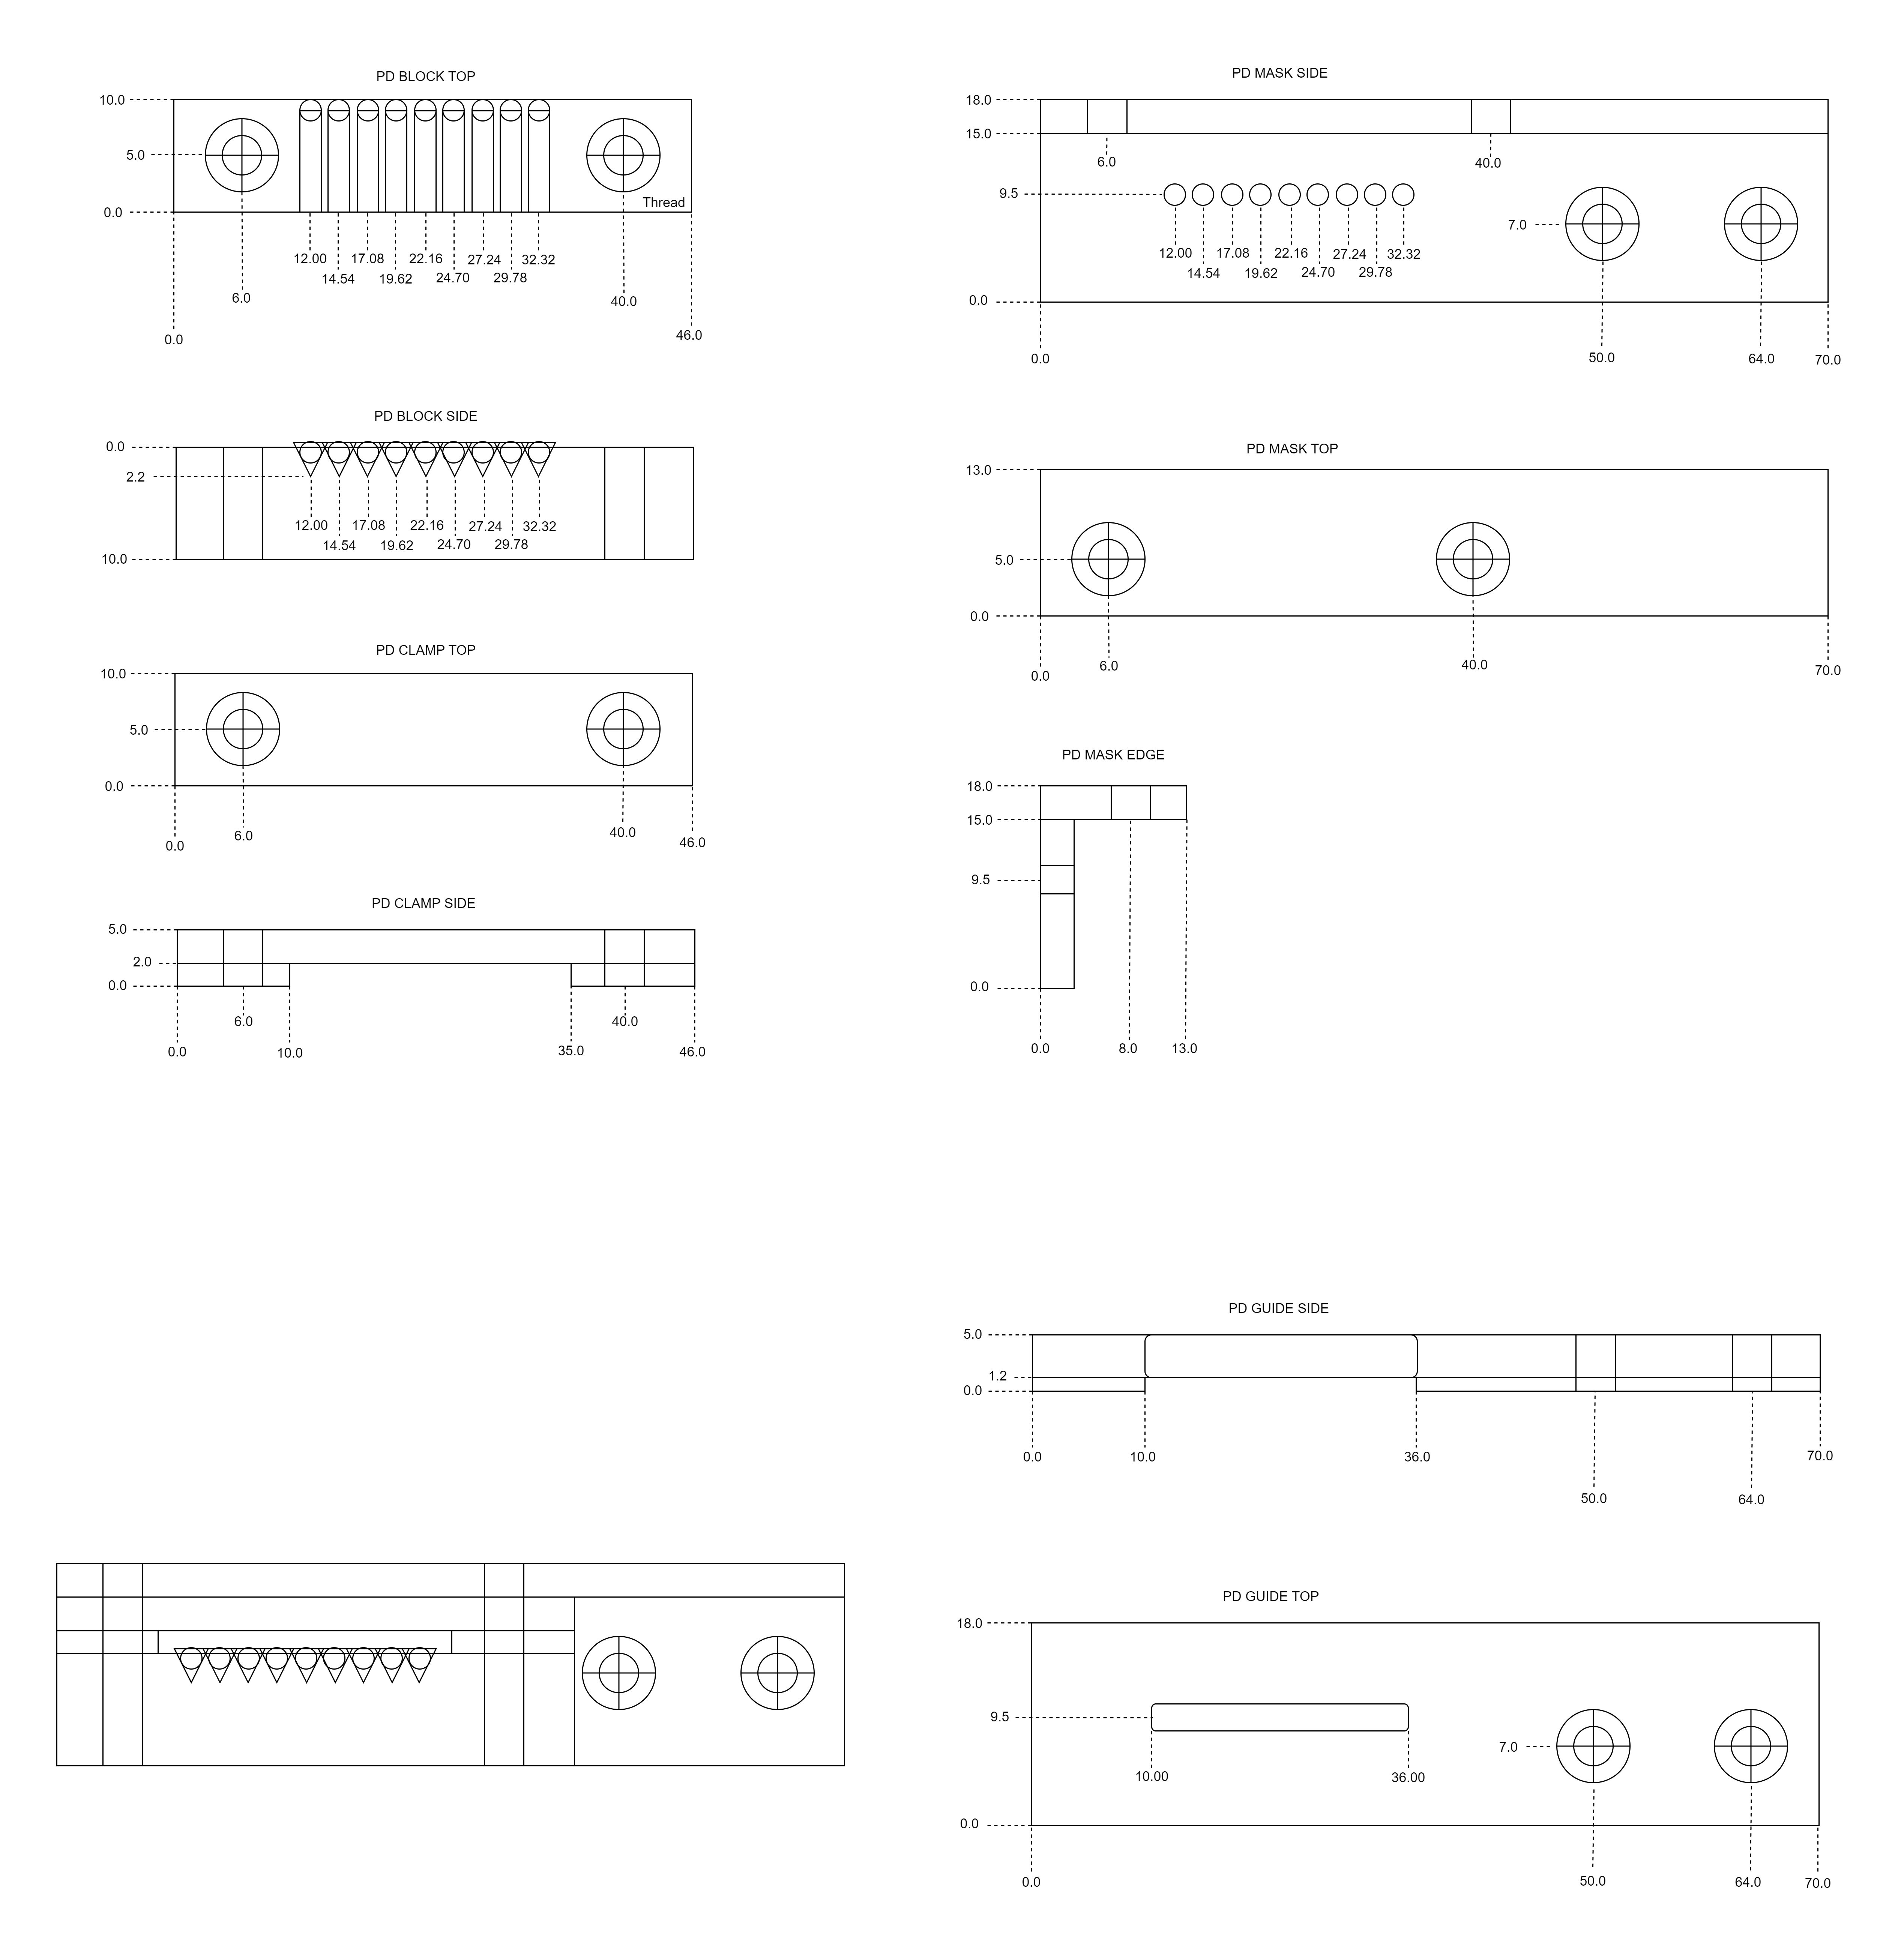 PD BLOCK TOP
10.0
5.0
0.0
Thread
12.00 17.08 22.16 27.24 32.32
14.54 19.62 24.70 29.78
6.0 40.0
0.0 46.0
PD BLOCK SIDE
0.0
2.2
12.00 17.08 22.16 27.24 32.32
14.54 19.62 24.70 29.78
10.0
PD CLAMP TOP
10.0
5.0
0.0
6.0 40.0
0.0 46.0
PD CLAMP SIDE
5.0
2.0
0.0
6.0 40.0
0.0 10.0 35.0 46.0
PD MASK SIDE
18.0
15.0
6.0 40.0
9.5
7.0
12.00 17.08 22.16 27.24 32.32
14.54 19.62 24.70 29.78
0.0
0.0 50.0 64.0 70.0
PD MASK TOP
13.0
5.0
0.0
0.0 6.0 40.0 70.0
PD MASK EDGE
18.0
15.0
9.5
0.0
0.0 8.0 13.0
PD GUIDE SIDE
5.0
1.2
0.0
0.0 10.0 36.0 70.0
50.0 64.0
PD GUIDE TOP
18.0
9.5
7.0
10.00 36.00
0.0
0.0 50.0 64.0 70.0